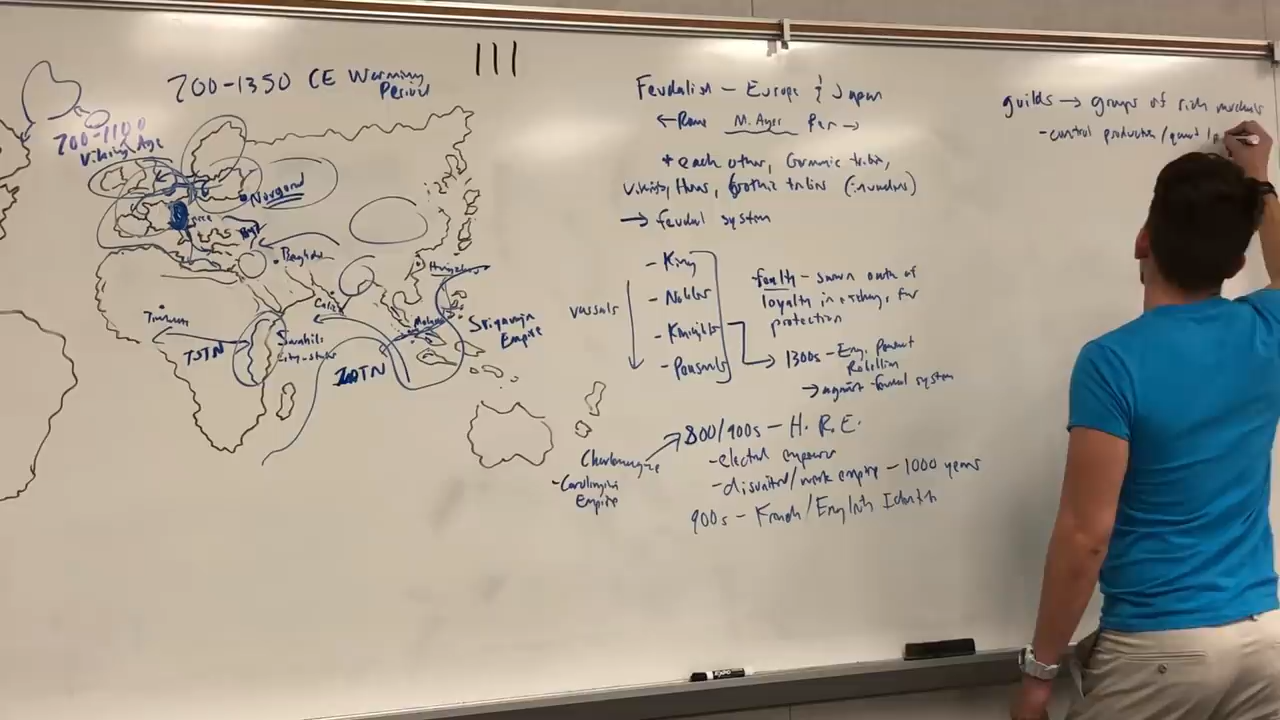 111
700-1350 CE Warming
Period
700-1100
Viking Age
Novgorod
Baghdad
Hangzhou
Calicut
Srivijaya
Empire
Swahili
City-states
TSTN
IOTN
Feudalism - Europe & Japan
← Rome M. Ages Ren →
+ each other, Germanic tribes,
Vikings, Huns, Gothic tribes (invaders)
→ feudal system
vassals
- King
- Nobles
- Knights
- Peasants
fealty - sworn oath of
loyalty in exchange for
protection
1300s - Eng. Peasant
Rebellion
→ against feudal system
800/900s - H.R.E.
- elected emperor
- disunited/weak empire - 1000 years
Charlemagne
- Carolingian
Empire
900s - French/English Identity
guilds → groups of rich merchants
- control production /